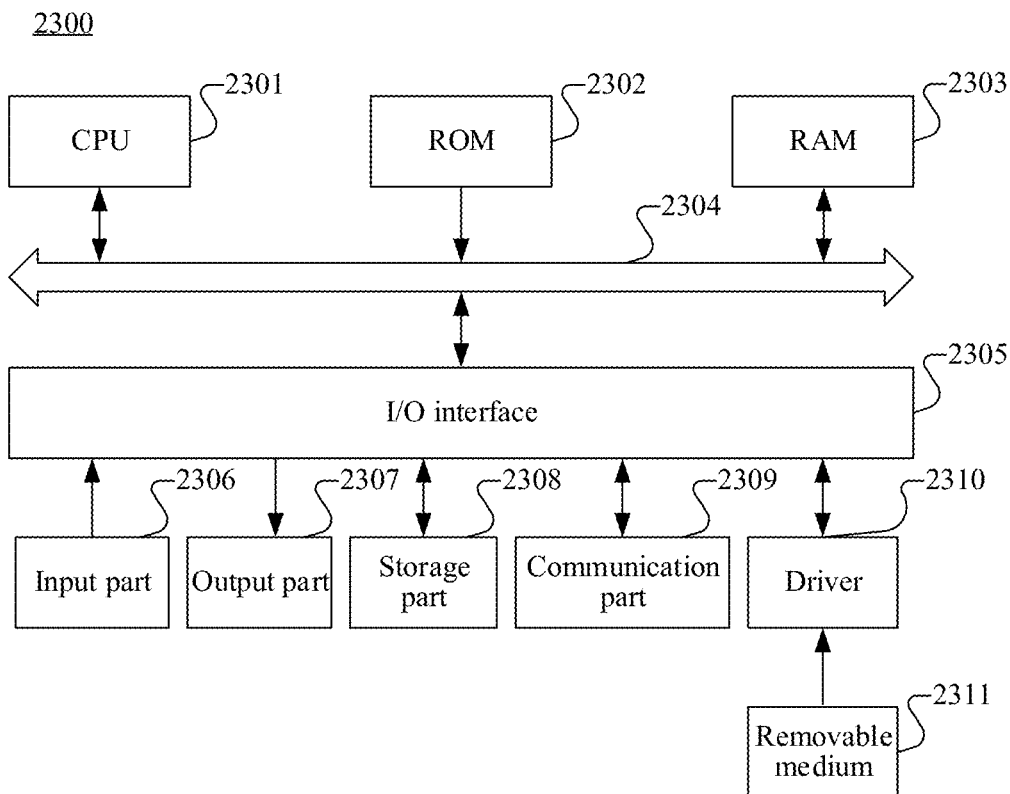 2300
2301
2302
2303
CPU
ROM
RAM
2304
2305
I/O interface
2306
2307
2308
2309
2310
Input part
Output part
Storage
part
Communication
part
Driver
2311
Removable
medium